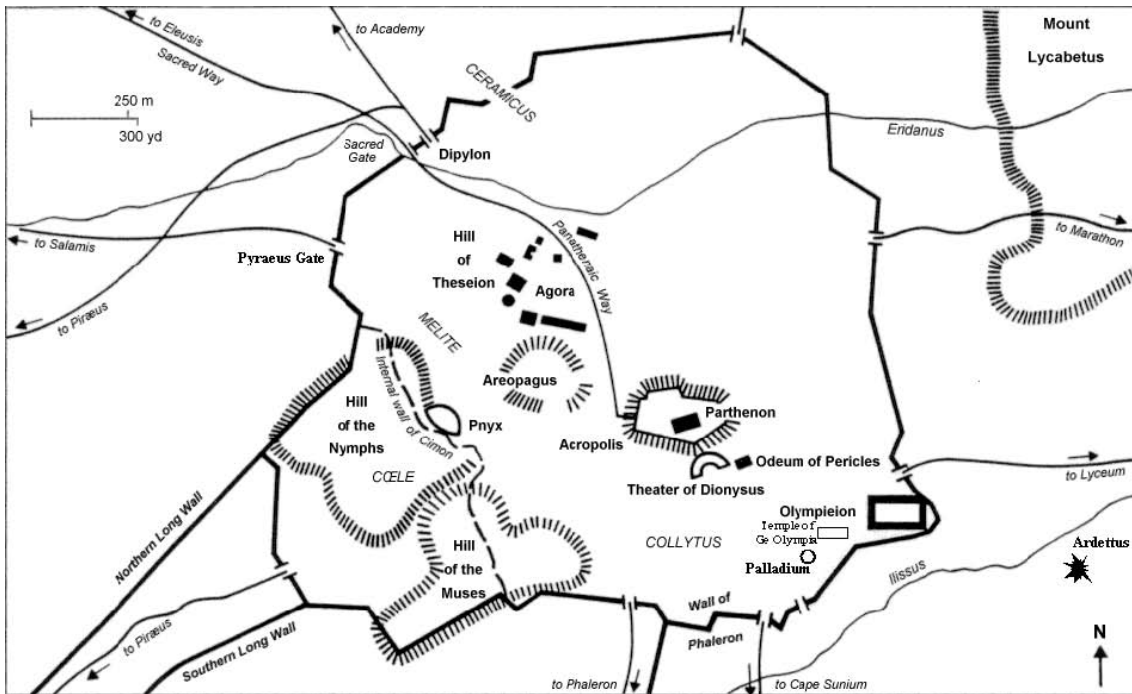 to Eleusis
Sacred Way
to Academy
CERAMICUS
Mount
Lycabetus
250 m
300 yd
Sacred
Gate
Dipylon
Eridanus
to Salamis
Pyraeus Gate
Hill
of
Theseion
Agora
Panathenaic Way
to Marathon
to Piræus
MELITE
Internal wall of Cimon
Areopagus
Hill
of the
Nymphs
Pnyx
Parthenon
Acropolis
CŒLE
Odeum of Pericles
Theater of Dionysus
to Lyceum
Olympieion
Temple of
Ge Olympia
Northern Long Wall
Hill
of the
Muses
COLLYTUS
Palladium
Ilissus
Ardettus
Wall of
Phaleron
to Piræus
Southern Long Wall
to Phaleron
to Cape Sunium
N